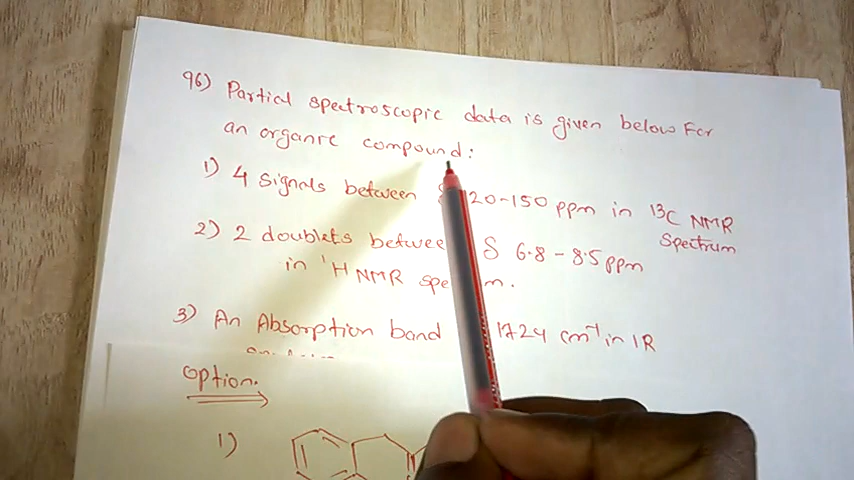 96) Partial spectroscopic data is given below For
an organic compound:
1) 4 signals between δ 120-150 ppm in ¹³C NMR
Spectrum
2) 2 doublets between δ 6.8 - 8.5 ppm
in ¹H NMR
3) An Absorption band 1724 cm⁻¹ in IR
option.
1)